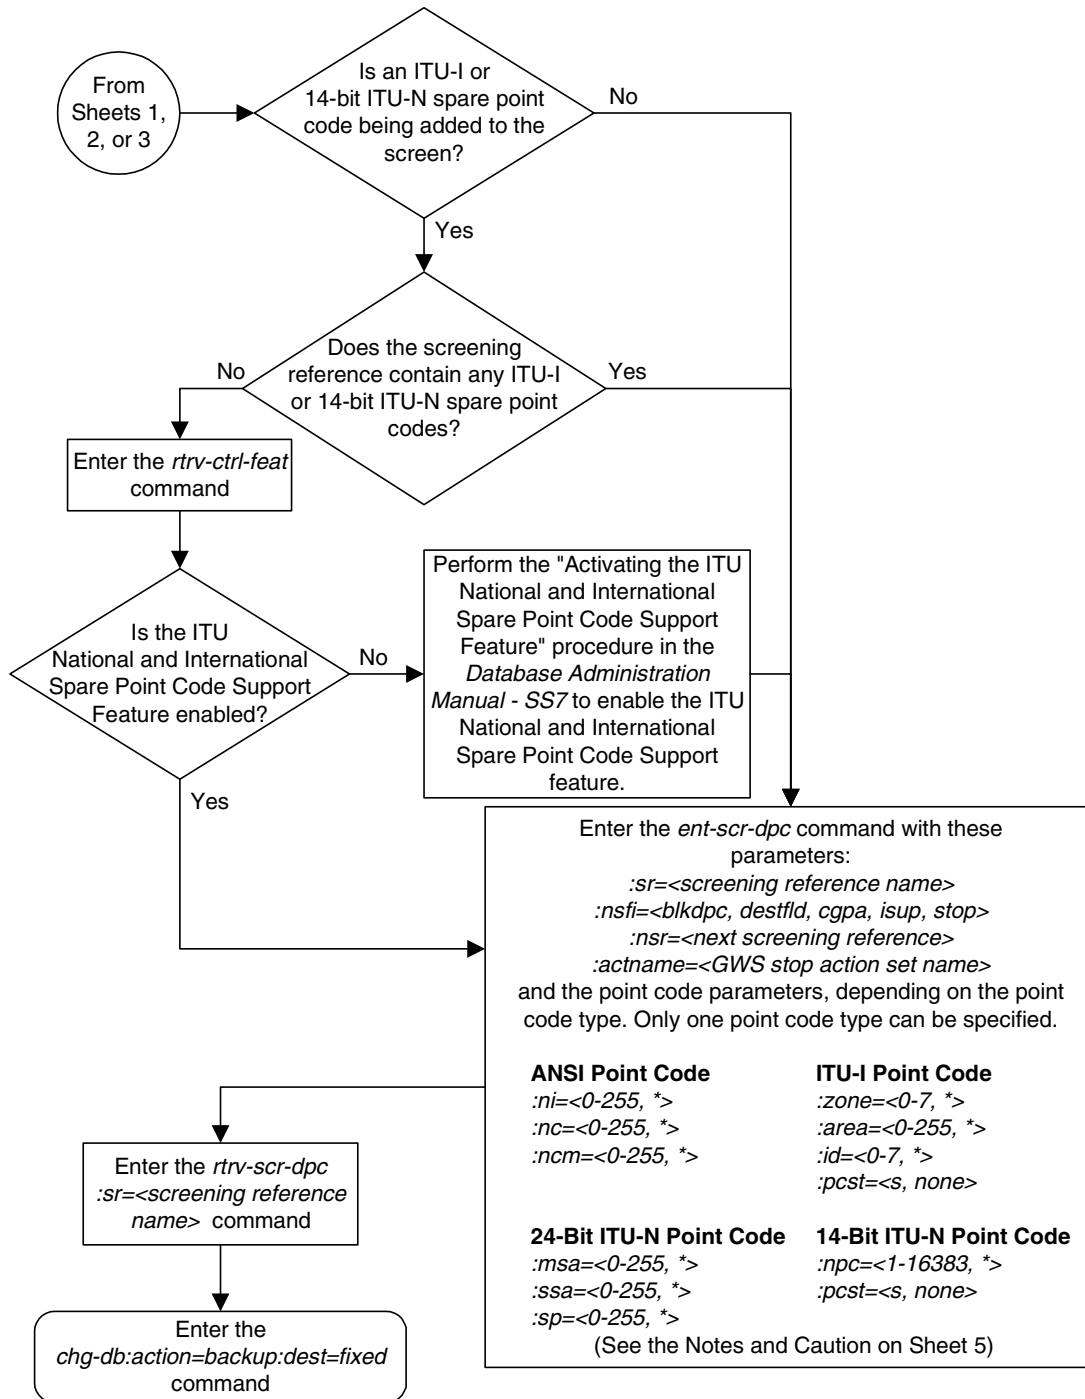 From
Sheets 1,
2, or 3
Is an ITU-I or
14-bit ITU-N spare point
code being added to the
screen?
No
Yes
Does the screening
reference contain any ITU-I
or 14-bit ITU-N spare point
codes?
No
Yes
Enter the rtrv-ctrl-feat
command
Is the ITU
National and International
Spare Point Code Support
Feature enabled?
No
Yes
Perform the "Activating the ITU
National and International
Spare Point Code Support
Feature" procedure in the
Database Administration
Manual - SS7 to enable the ITU
National and International
Spare Point Code Support
feature.
Enter the ent-scr-dpc command with these
parameters:
:sr=<screening reference name>
:nsfi=<blkdpc, destfld, cgpa, isup, stop>
:nsr=<next screening reference>
:actname=<GWS stop action set name>
and the point code parameters, depending on the point
code type. Only one point code type can be specified.
ANSI Point Code
:ni=<0-255, *>
:nc=<0-255, *>
:ncm=<0-255, *>
ITU-I Point Code
:zone=<0-7, *>
:area=<0-255, *>
:id=<0-7, *>
:pcst=<s, none>
24-Bit ITU-N Point Code
:msa=<0-255, *>
:ssa=<0-255, *>
:sp=<0-255, *>
14-Bit ITU-N Point Code
:npc=<1-16383, *>
:pcst=<s, none>
(See the Notes and Caution on Sheet 5)
Enter the rtrv-scr-dpc
:sr=<screening reference
name> command
Enter the
chg-db:action=backup:dest=fixed
command